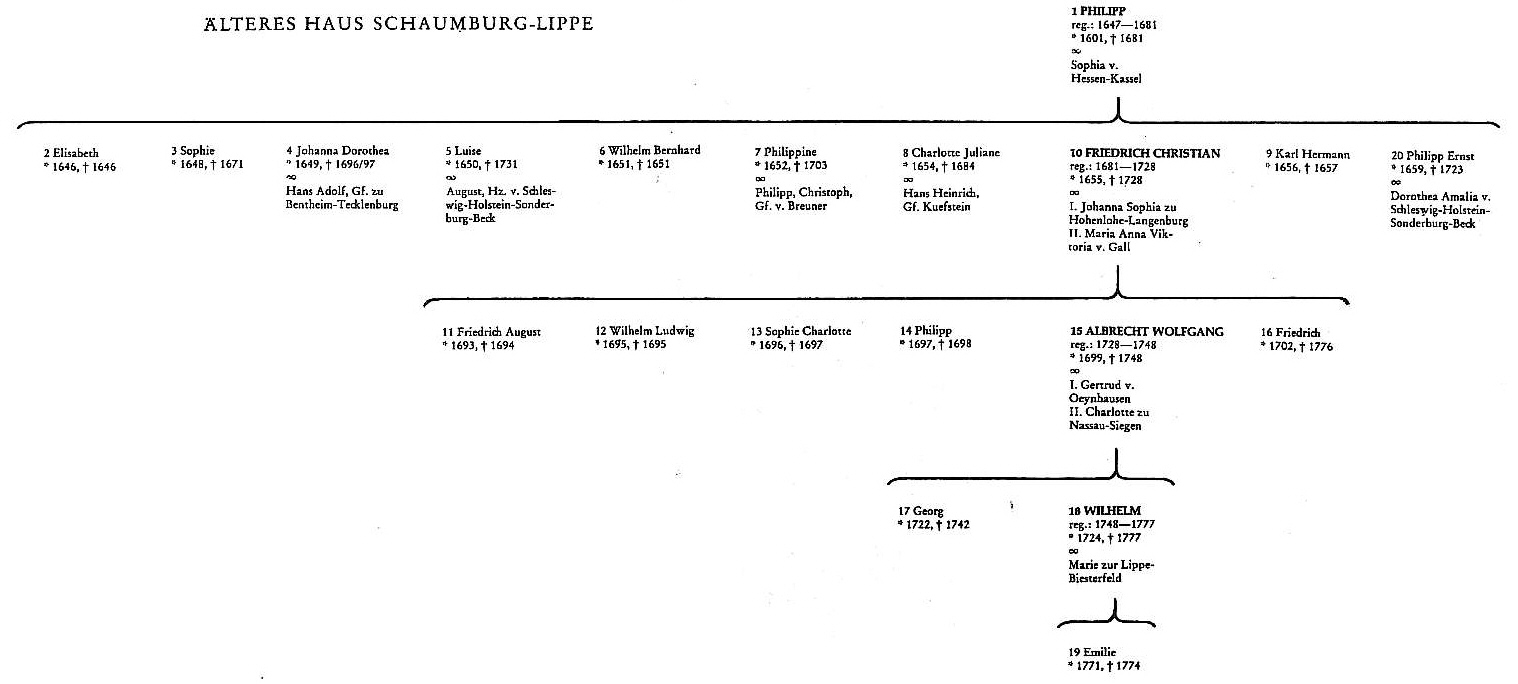 ÄLTERES HAUS SCHAUMBURG-LIPPE
1 PHILIPP
reg.: 1647—1681
* 1601, † 1681
∞
Sophia v.
Hessen-Kassel
2 Elisabeth
* 1646, † 1646
3 Sophie
* 1648, † 1671
4 Johanna Dorothea
* 1649, † 1696/97
∞
Hans Adolf, Gf. zu
Bentheim-Tecklenburg
5 Luise
* 1650, † 1731
∞
August, Hz. v. Schles-
wig-Holstein-Sonder-
burg-Beck
6 Wilhelm Bernhard
* 1651, † 1651
7 Philippine
* 1652, † 1703
∞
Philipp, Christoph,
Gf. v. Breuner
8 Charlotte Juliane
* 1654, † 1684
∞
Hans Heinrich,
Gf. Kuefstein
10 FRIEDRICH CHRISTIAN
reg.: 1681—1728
* 1655, † 1728
∞
I. Johanna Sophia zu
Hohenlohe-Langenburg
II. Maria Anna Vik-
toria v. Gall
9 Karl Hermann
* 1656, † 1657
20 Philipp Ernst
* 1659, † 1723
∞
Dorothea Amalia v.
Schleswig-Holstein-
Sonderburg-Beck
11 Friedrich August
* 1693, † 1694
12 Wilhelm Ludwig
* 1695, † 1695
13 Sophie Charlotte
* 1696, † 1697
14 Philipp
* 1697, † 1698
15 ALBRECHT WOLFGANG
reg.: 1728—1748
* 1699, † 1748
∞
I. Gertrud v.
Oeynhausen
II. Charlotte zu
Nassau-Siegen
16 Friedrich
* 1702, † 1776
17 Georg
* 1722, † 1742
18 WILHELM
reg.: 1748—1777
* 1724, † 1777
∞
Marie zur Lippe-
Biesterfeld
19 Emilie
* 1771, † 1774